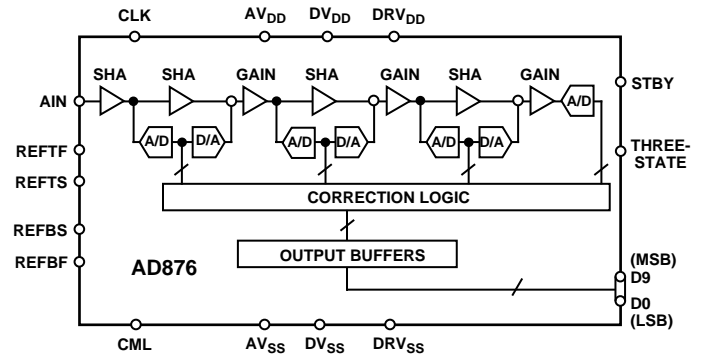 CLK AVDD DVDD DRVDD
SHA SHA GAIN SHA GAIN SHA GAIN
AIN
A/D
STBY
A/D D/A A/D D/A A/D D/A
REFTF
THREE-
STATE
REFTS
CORRECTION LOGIC
REFBS
OUTPUT BUFFERS
REFBF
AD876
(MSB)
D9
D0
(LSB)
CML AVSS DVSS DRVSS